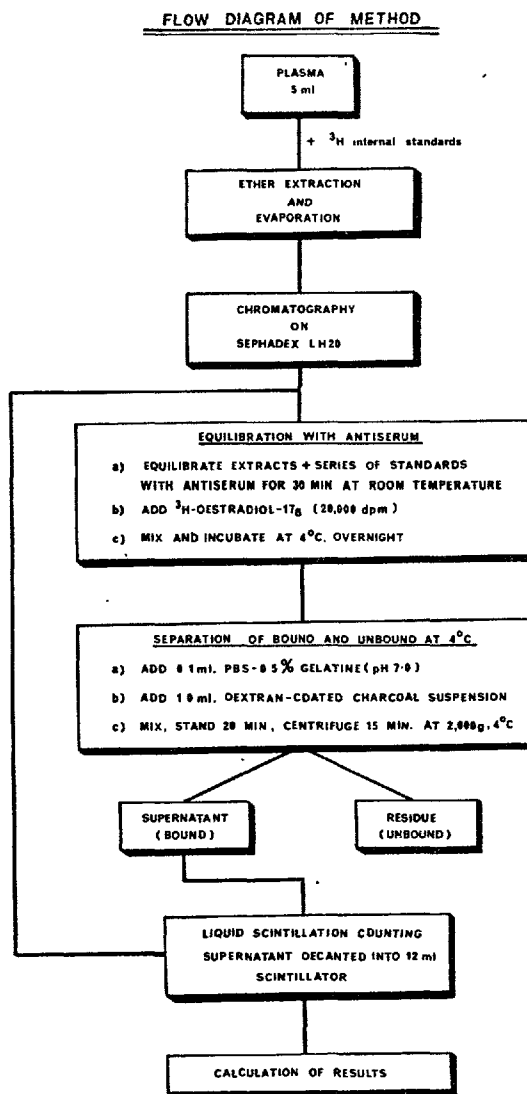 FLOW DIAGRAM OF METHOD
PLASMA
5 ml
+ ³H internal standards
ETHER EXTRACTION
AND
EVAPORATION
CHROMATOGRAPHY
ON
SEPHADEX LH20
EQUILIBRATION WITH ANTISERUM
a) EQUILIBRATE EXTRACTS + SERIES OF STANDARDS
WITH ANTISERUM FOR 30 MIN AT ROOM TEMPERATURE
b) ADD ³H-OESTRADIOL-17β (20,000 dpm)
c) MIX AND INCUBATE AT 4°C. OVERNIGHT
SEPARATION OF BOUND AND UNBOUND AT 4°C
a) ADD 0.1ml. PBS-0.5% GELATINE (pH 7.0)
b) ADD 1.0 ml. DEXTRAN-COATED CHARCOAL SUSPENSION
c) MIX, STAND 20 MIN, CENTRIFUGE 15 MIN. AT 2,000g, 4°C
SUPERNATANT
(BOUND)
RESIDUE
(UNBOUND)
LIQUID SCINTILLATION COUNTING
SUPERNATANT DECANTED INTO 12 ml
SCINTILLATOR
CALCULATION OF RESULTS